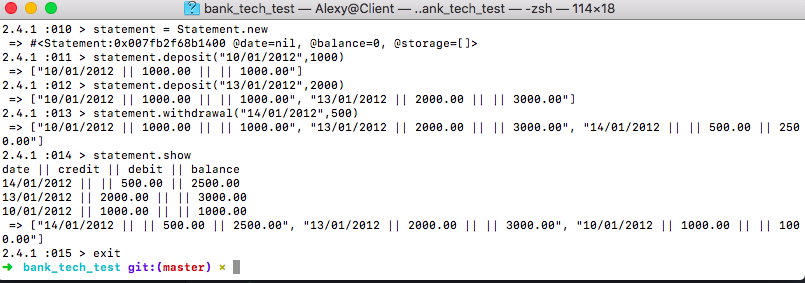 bank_tech_test — Alexy@Client — ..ank_tech_test — -zsh — 114×18
2.4.1 :010 > statement = Statement.new
=> #<Statement:0x007fb2f68b1400 @date=nil, @balance=0, @storage=[]>
2.4.1 :011 > statement.deposit("10/01/2012",1000)
=> ["10/01/2012 || 1000.00 || || 1000.00"]
2.4.1 :012 > statement.deposit("13/01/2012",2000)
=> ["10/01/2012 || 1000.00 || || 1000.00", "13/01/2012 || 2000.00 || || 3000.00"]
2.4.1 :013 > statement.withdrawal("14/01/2012",500)
=> ["10/01/2012 || 1000.00 || || 1000.00", "13/01/2012 || 2000.00 || || 3000.00", "14/01/2012 || || 500.00 || 250
0.00"]
2.4.1 :014 > statement.show
date || credit || debit || balance
14/01/2012 || || 500.00 || 2500.00
13/01/2012 || 2000.00 || || 3000.00
10/01/2012 || 1000.00 || || 1000.00
=> ["14/01/2012 || || 500.00 || 2500.00", "13/01/2012 || 2000.00 || || 3000.00", "10/01/2012 || 1000.00 || || 100
0.00"]
2.4.1 :015 > exit
➜ bank_tech_test git:(master) ×